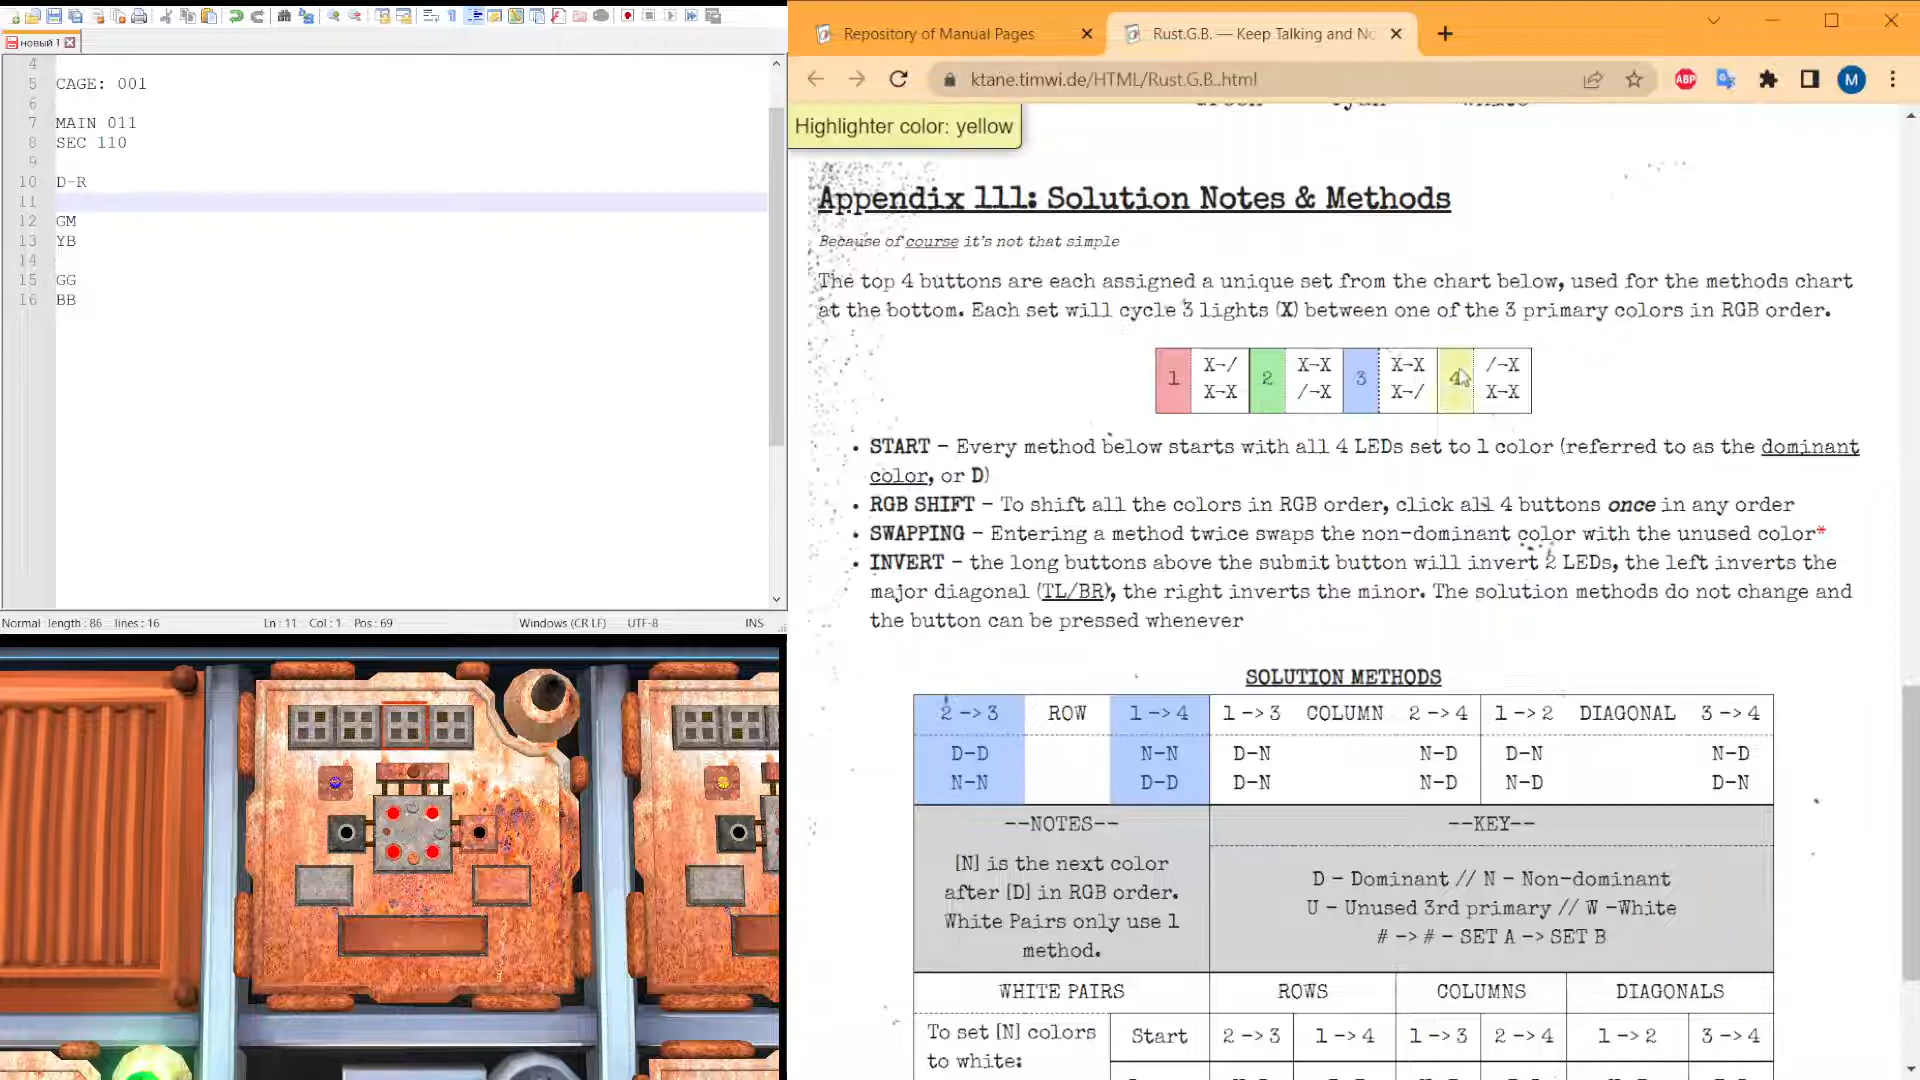 новый 1
4
5 CAGE: 001
6
7 MAIN 011
8 SEC 110
9
10 D-R
11
12 GM
13 YB
14
15 GG
16 BB
Normal length : 86 lines : 16 Ln : 11 Col : 1 Pos : 69 Windows (CR LF) UTF-8 INS
Repository of Manual Pages
Rust.G.B. — Keep Talking and No
ktane.timwi.de/HTML/Rust.G.B..html
ABP
M
Highlighter color: yellow
Appendix 111: Solution Notes & Methods
Because of course it's not that simple
The top 4 buttons are each assigned a unique set from the chart below, used for the methods chart
at the bottom. Each set will cycle 3 lights (X) between one of the 3 primary colors in RGB order.
1 X-/ 2 X-X 3 X-X 4 /-X
X-X /-X X-/ X-X
• START - Every method below starts with all 4 LEDs set to 1 color (referred to as the dominant
color, or D)
• RGB SHIFT - To shift all the colors in RGB order, click all 4 buttons once in any order
• SWAPPING - Entering a method twice swaps the non-dominant color with the unused color*
• INVERT - the long buttons above the submit button will invert 2 LEDs, the left inverts the
major diagonal (TL/BR), the right inverts the minor. The solution methods do not change and
the button can be pressed whenever
SOLUTION METHODS
2 -> 3 ROW 1 -> 4 1 -> 3 COLUMN 2 -> 4 1 -> 2 DIAGONAL 3 -> 4
D-D N-N D-N N-D D-N N-D
N-N D-D D-N N-D N-D D-N
--NOTES--
[N] is the next color
after [D] in RGB order.
White Pairs only use 1
method.
--KEY--
D - Dominant // N - Non-dominant
U - Unused 3rd primary // W -White
# -> # - SET A -> SET B
WHITE PAIRS ROWS COLUMNS DIAGONALS
To set [N] colors
to white:
Start 2 -> 3 1 -> 4 1 -> 3 2 -> 4 1 -> 2 3 -> 4